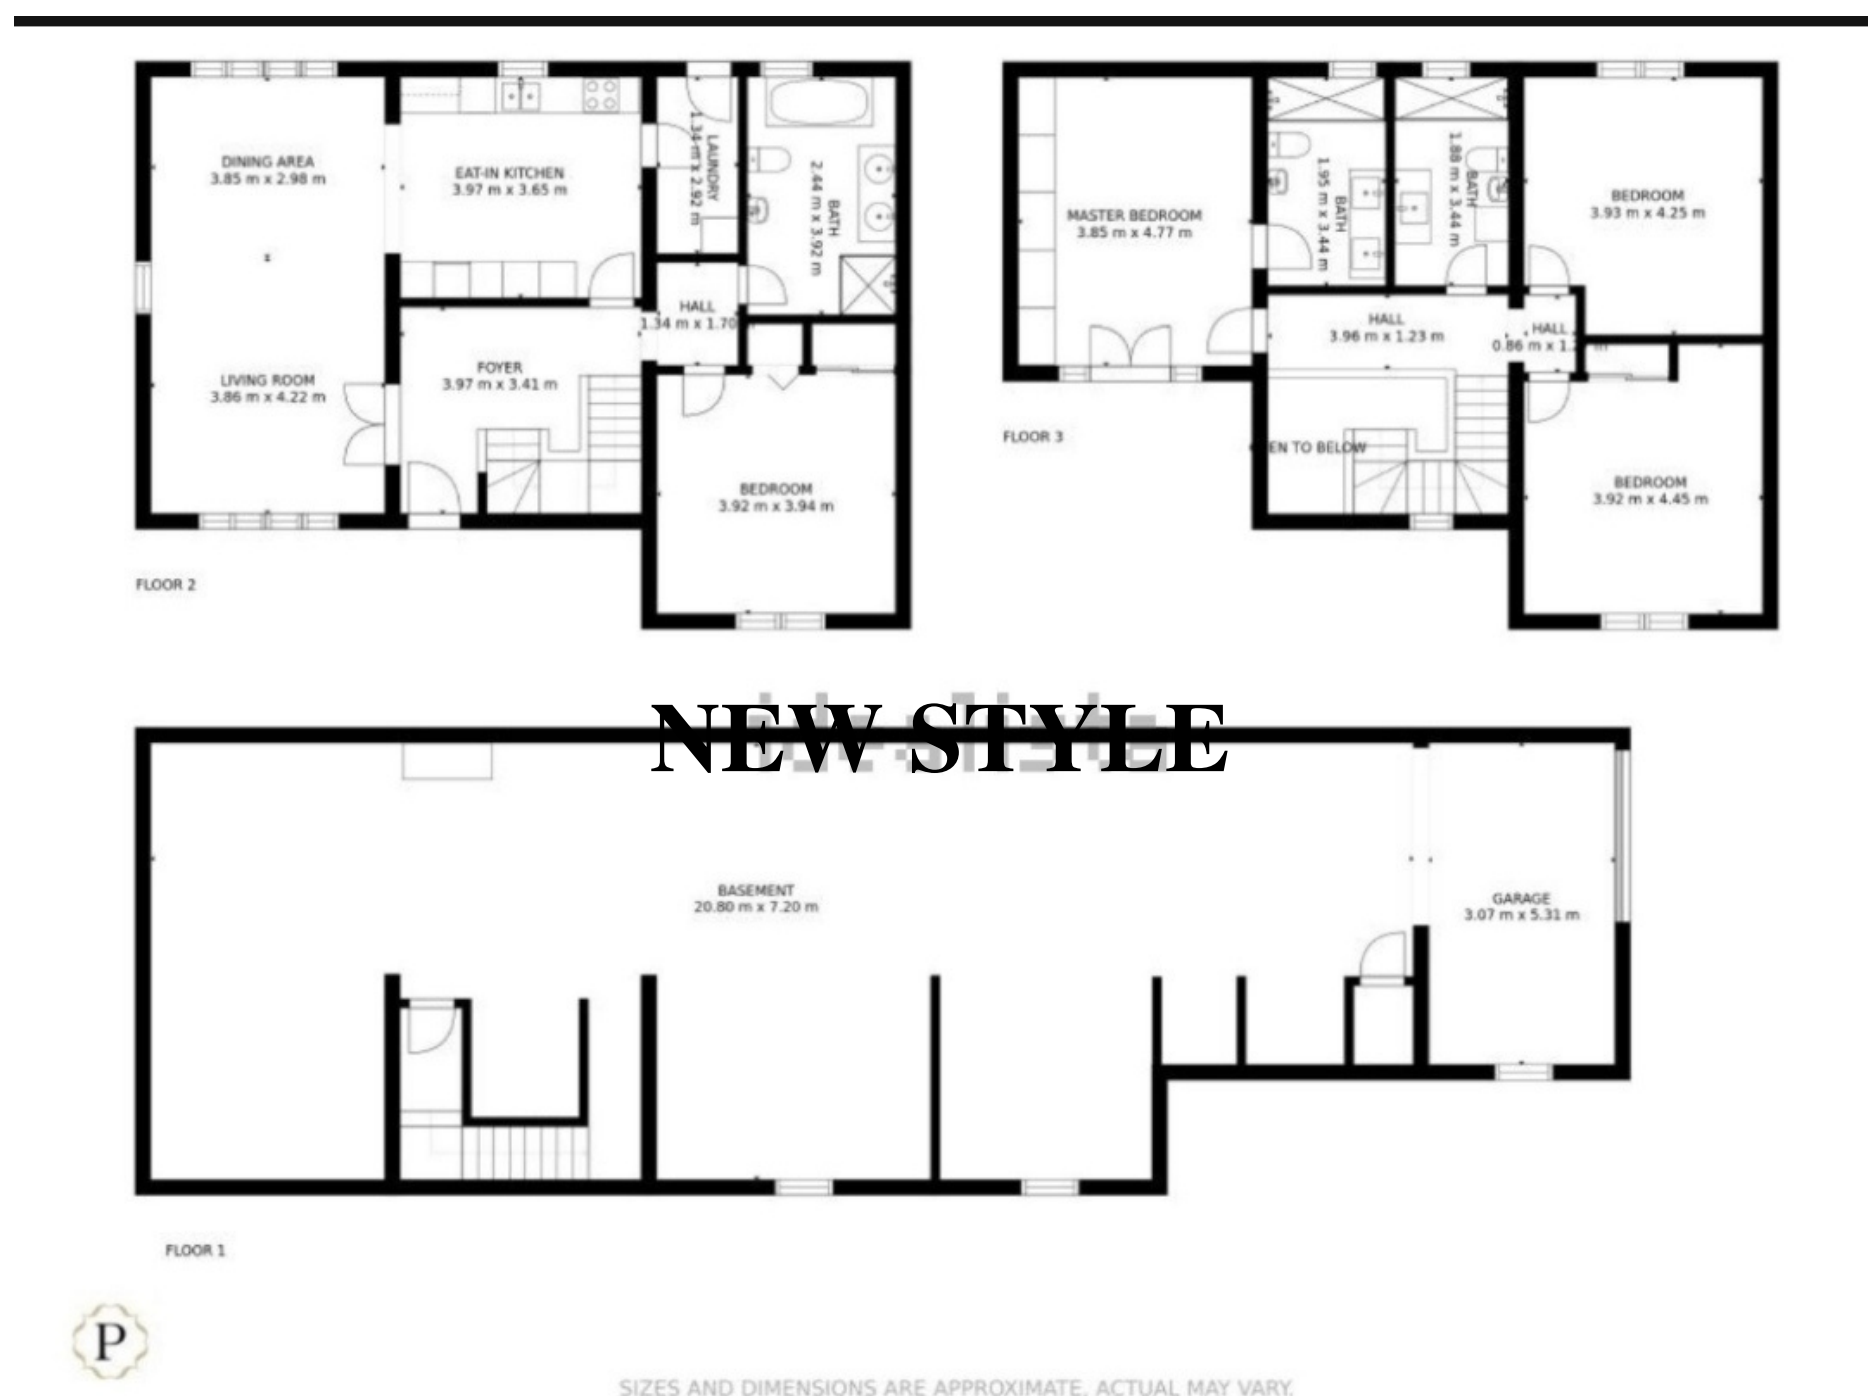 DINING AREA
3.85 m x 2.98 m
EAT-IN KITCHEN
3.97 m x 3.65 m
LAUNDRY
1.34 m x 2.92 m
BATH
2.44 m x 3.92 m
HALL
1.34 m x 1.70
LIVING ROOM
3.86 m x 4.22 m
FOYER
3.97 m x 3.41 m
BEDROOM
3.92 m x 3.94 m
FLOOR 2
MASTER BEDROOM
3.85 m x 4.77 m
BATH
1.95 m x 3.44 m
BATH
1.88 m x 3.44 m
BEDROOM
3.93 m x 4.25 m
HALL
3.96 m x 1.23 m
HALL
0.86 m x
EN TO BELOW
BEDROOM
3.92 m x 4.45 m
FLOOR 3
NEW STYLE
BASEMENT
20.80 m x 7.20 m
GARAGE
3.07 m x 5.31 m
FLOOR 1
P
SIZES AND DIMENSIONS ARE APPROXIMATE, ACTUAL MAY VARY.